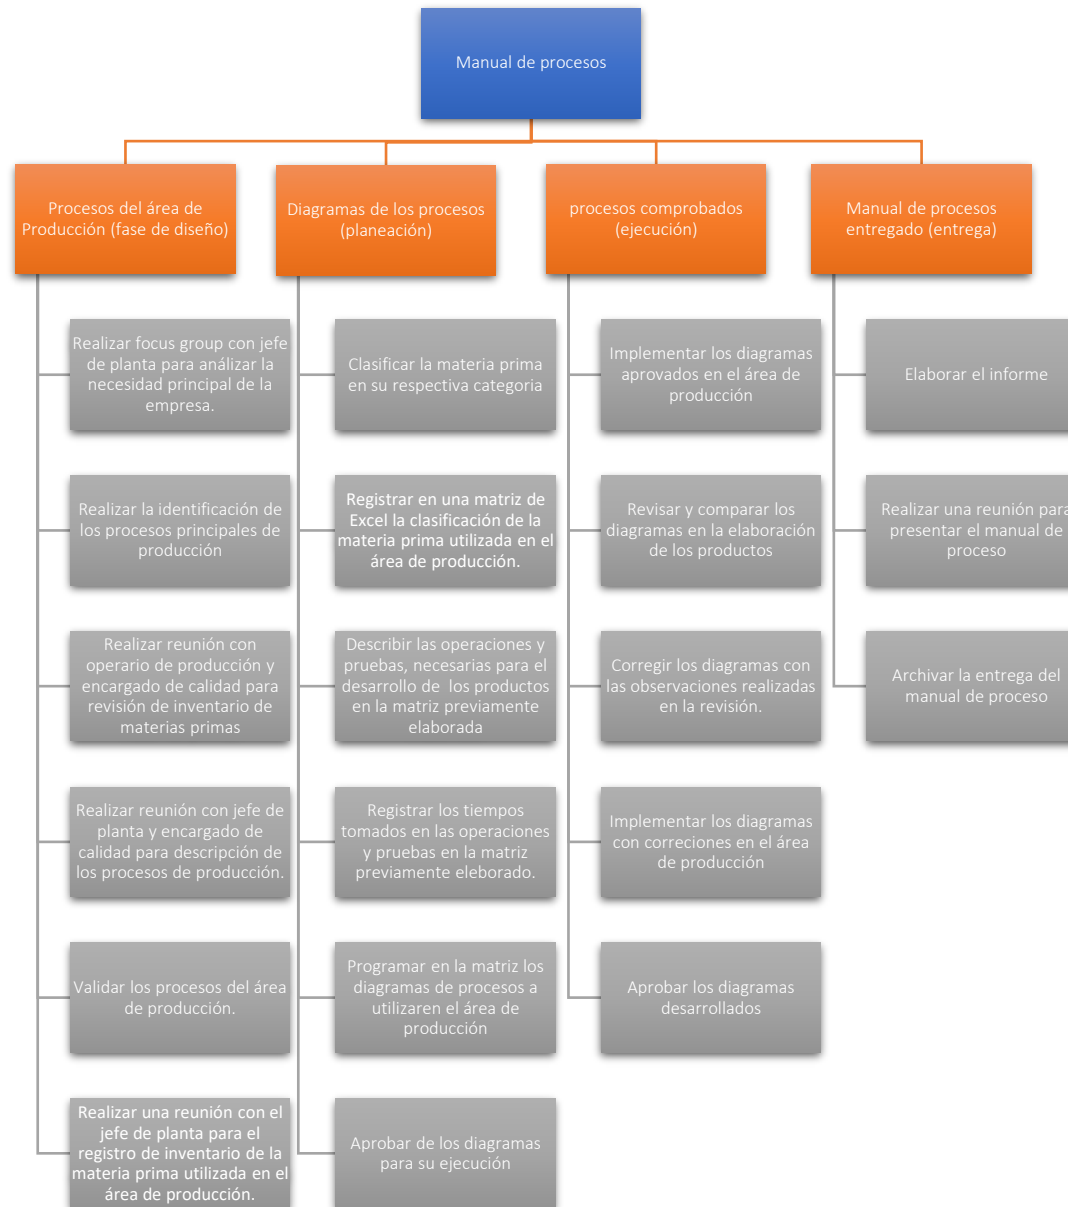 Manual de procesos
Procesos del área de
Producción (fase de diseño)
Realizar focus group con jefe
de planta para análizar la
necesidad principal de la
empresa.
Realizar la identificación de
los procesos principales de
producción
Realizar reunión con
operario de producción y
encargado de calidad para
revisión de inventario de
materias primas
Realizar reunión con jefe de
planta y encargado de
calidad para descripción de
los procesos de producción.
Validar los procesos del área
de producción.
Realizar una reunión con el
jefe de planta para el
registro de inventario de la
materia prima utilizada en el
área de producción.
Diagramas de los procesos
(planeación)
Clasificar la materia prima
en su respectiva categoria
Registrar en una matriz de
Excel la clasificación de la
materia prima utilizada en el
área de producción.
Describir las operaciones y
pruebas, necesarias para el
desarrollo de los productos
en la matriz previamente
elaborada
Registrar los tiempos
tomados en las operaciones
y pruebas en la matriz
previamente eleborado.
Programar en la matriz los
diagramas de procesos a
utilizaren el área de
producción
Aprobar de los diagramas
para su ejecución
procesos comprobados
(ejecución)
Implementar los diagramas
aprovados en el área de
producción
Revisar y comparar los
diagramas en la elaboración
de los productos
Corregir los diagramas con
las observaciones realizadas
en la revisión.
Implementar los diagramas
con correciones en el área
de producción
Aprobar los diagramas
desarrollados
Manual de procesos
entregado (entrega)
Elaborar el informe
Realizar una reunión para
presentar el manual de
proceso
Archivar la entrega del
manual de proceso